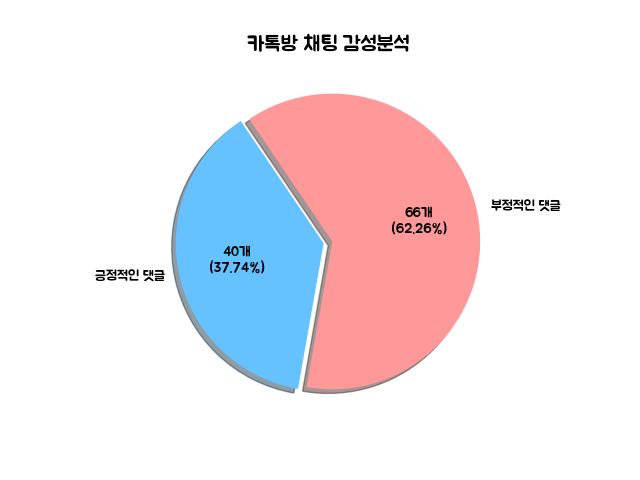 카톡방 채팅 감성분석
66개
(62.26%)
부정적인 댓글
40개
(37.74%)
긍정적인 댓글